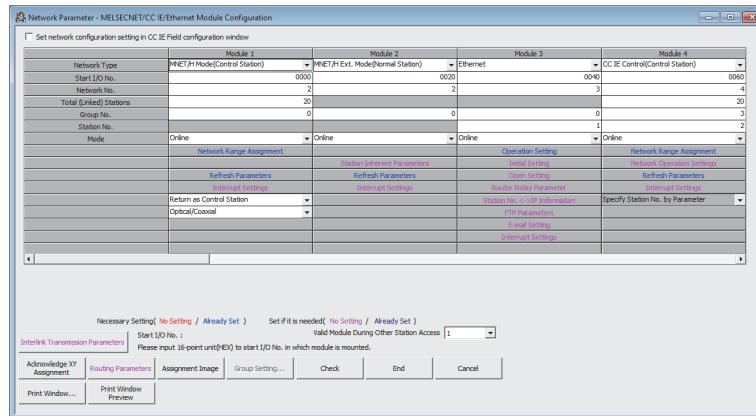 Network Parameter - MELSECNET/CC IE/Ethernet Module Configuration
Set network configuration setting in CC IE Field configuration window
Module 1 Module 2 Module 3 Module 4
Network Type MNET/H Mode(Control Station) MNET/H Ext. Mode(Normal Station) Ethernet CC IE Control(Control Station)
Start I/O No. 0000 0020 0040 0060
Network No. 2 2 3 4
Total (Linked) Stations 20 20
Group No. 0 0 0 3
Station No. 1 2
Mode Online Online Online Online
Network Range Assignment Operation Setting Network Range Assignment
Station Inherent Parameters Initial Setting Network Operation Settings
Refresh Parameters Refresh Parameters Open Setting Refresh Parameters
Interrupt Settings Interrupt Settings Router Relay Parameter Interrupt Settings
Return as Control Station Station No. <->IP Information Specify Station No. by Parameter
Optical/Coaxial FTP Parameters
E-mail Setting
Interrupt Settings
Necessary Setting( No Setting / Already Set ) Set if it is needed( No Setting / Already Set )
Interlink Transmission Parameters Start I/O No. : Valid Module During Other Station Access 1
Please input 16-point unit(HEX) to start I/O No. in which module is mounted.
Acknowledge XY Assignment Routing Parameters Assignment Image Group Setting... Check End Cancel
Print Window... Print Window Preview